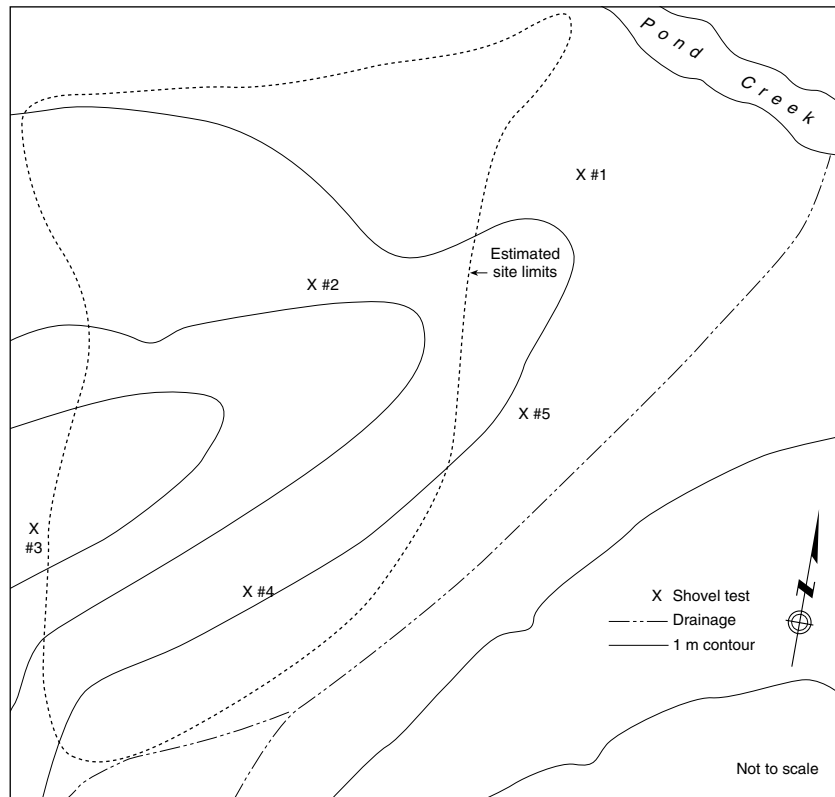 Pond Creek
X #1
Estimated
site limits
X #2
X #5
X
#3
X #4
X Shovel test
Drainage
1 m contour
N
Not to scale